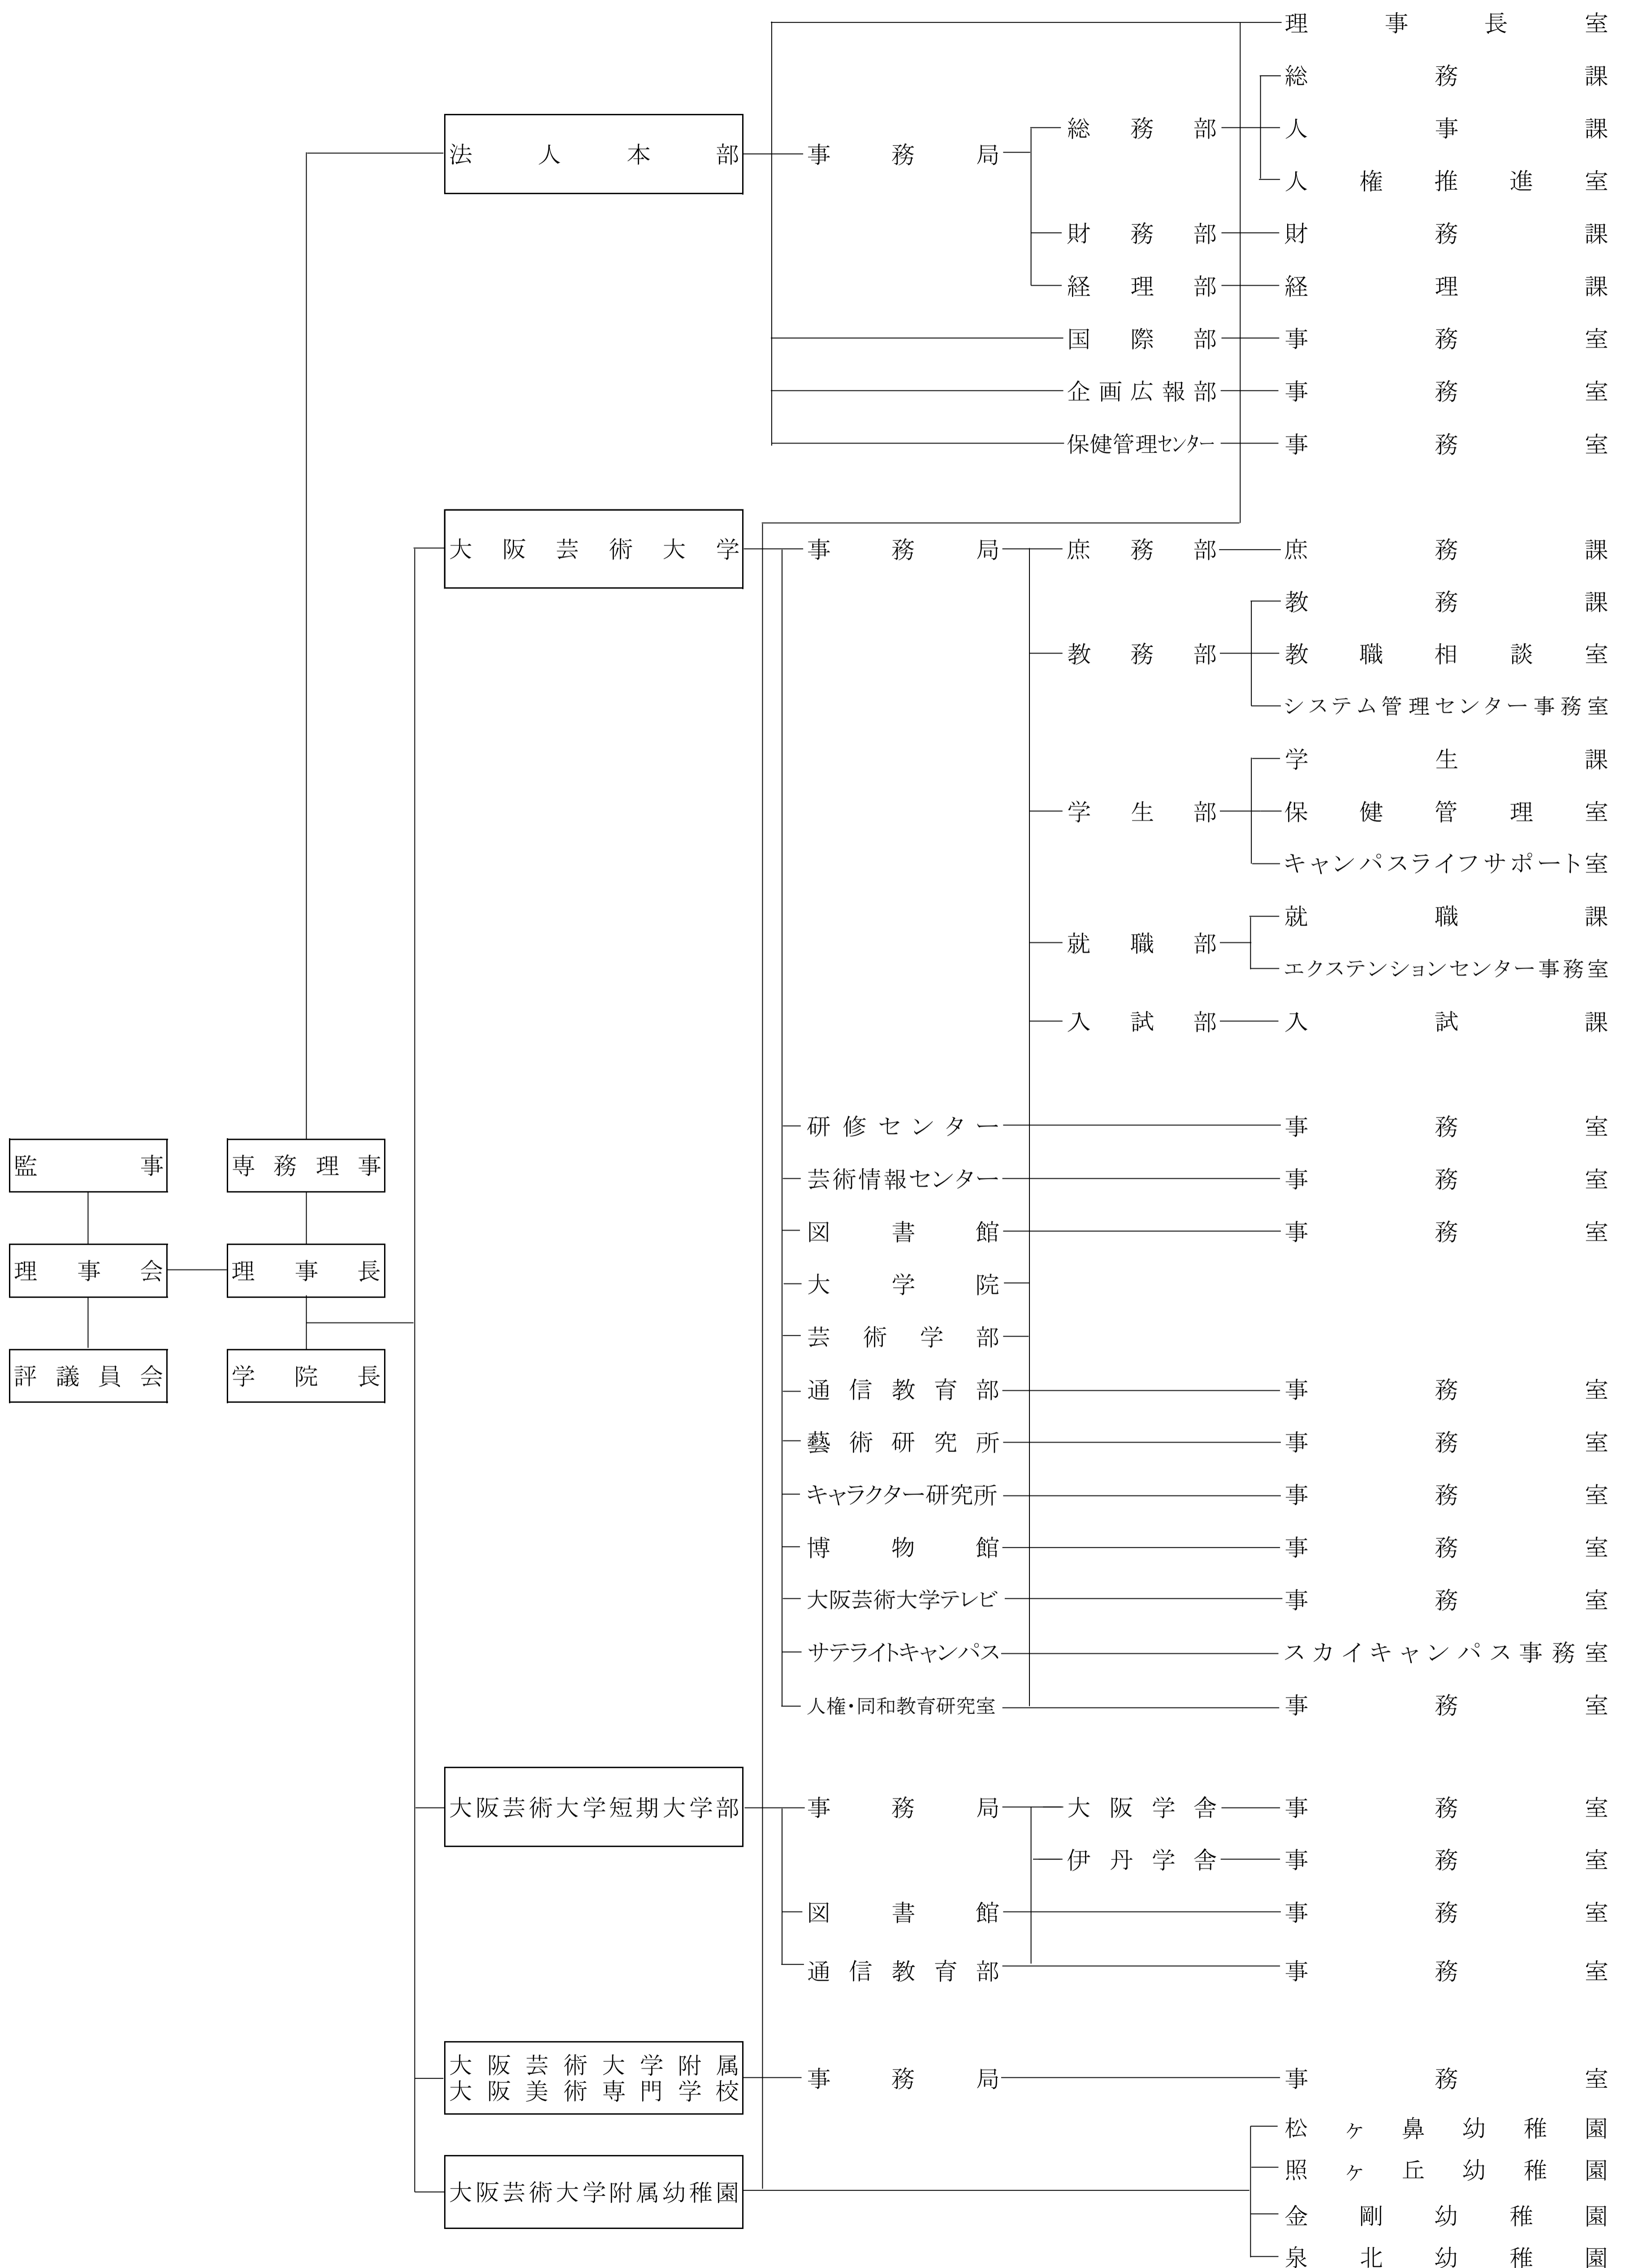 理事長室
総務課
法人本部 事務局 総務部 人事課
人権推進室
財務部 財務課
経理部 経理課
国際部 事務室
企画広報部 事務室
保健管理センター 事務室
大阪芸術大学 事務局 庶務部 庶務課
教務課
教務部 教職相談室
システム管理センター事務室
学生課
学生部 保健管理室
キャンパスライフサポート室
就職課
就職部
エクステンションセンター事務室
入試部 入試課
研修センター 事務室
監事 専務理事
芸術情報センター 事務室
図書館 事務室
理事会 理事長
大学院
芸術学部
評議員会 学院長
通信教育部 事務室
藝術研究所 事務室
キャラクター研究所 事務室
博物館 事務室
大阪芸術大学テレビ 事務室
サテライトキャンパス スカイキャンパス事務室
人権・同和教育研究室 事務室
大阪芸術大学短期大学部 事務局 大阪学舎 事務室
伊丹学舎 事務室
図書館 事務室
通信教育部 事務室
大阪芸術大学附属
大阪美術専門学校 事務局 事務室
松ヶ鼻幼稚園
照ヶ丘幼稚園
大阪芸術大学附属幼稚園
金剛幼稚園
泉北幼稚園